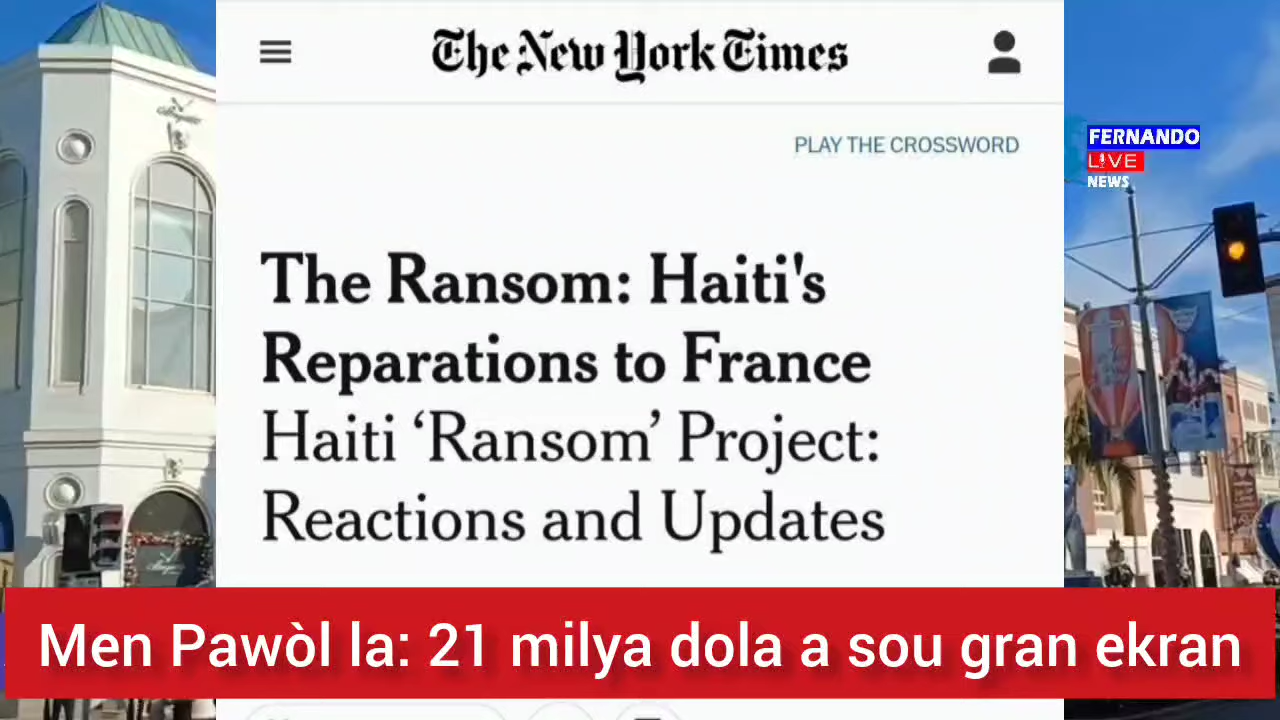 The New York Times
PLAY THE CROSSWORD
FERNANDO
LIVE
NEWS
The Ransom: Haiti's
Reparations to France
Haiti ‘Ransom’ Project:
Reactions and Updates
Men Pawòl la: 21 milya dola a sou gran ekran